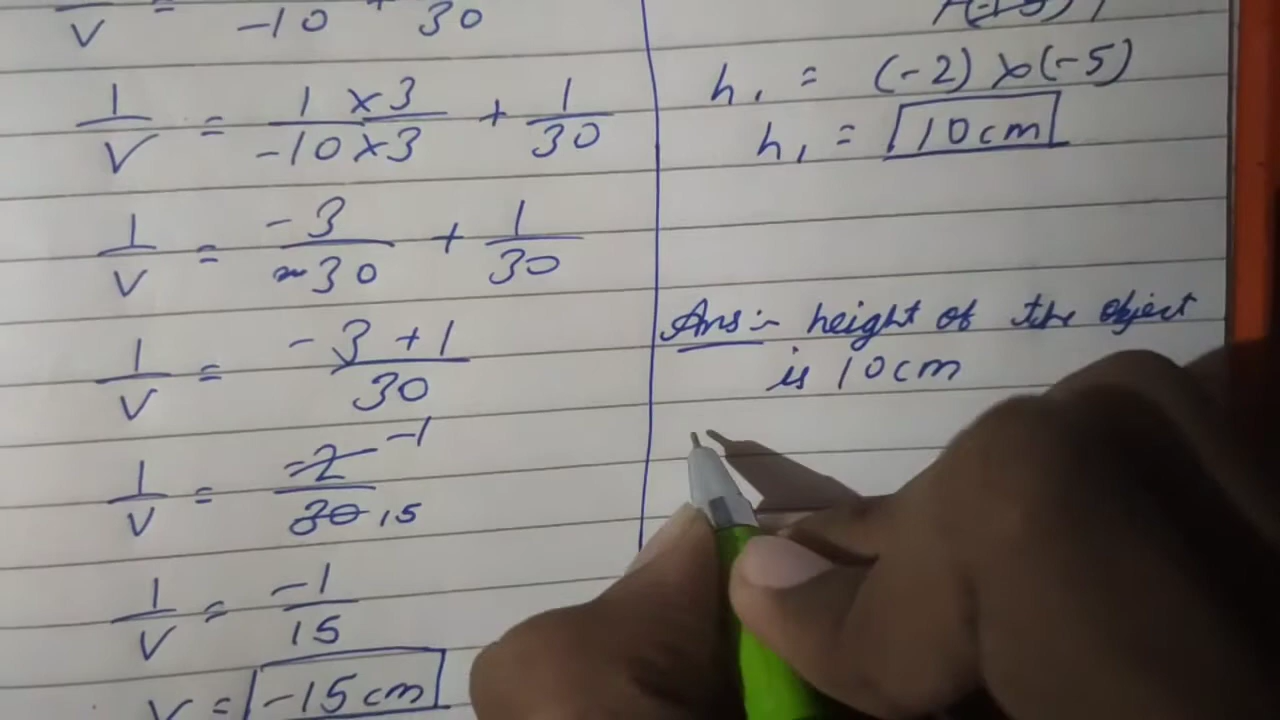 1/V = 1/-10 + 1/30
1/V = 1 × 3/-10 × 3 + 1/30
1/V = -3/-30 + 1/30
1/V = -3 + 1/30
1/V = -2 -1/30 15
1/V = -1/15
V = -15 cm
h₁ = (-2) × (-5)
h₁ = 10 cm
Ans :- height of the object
is 10 cm